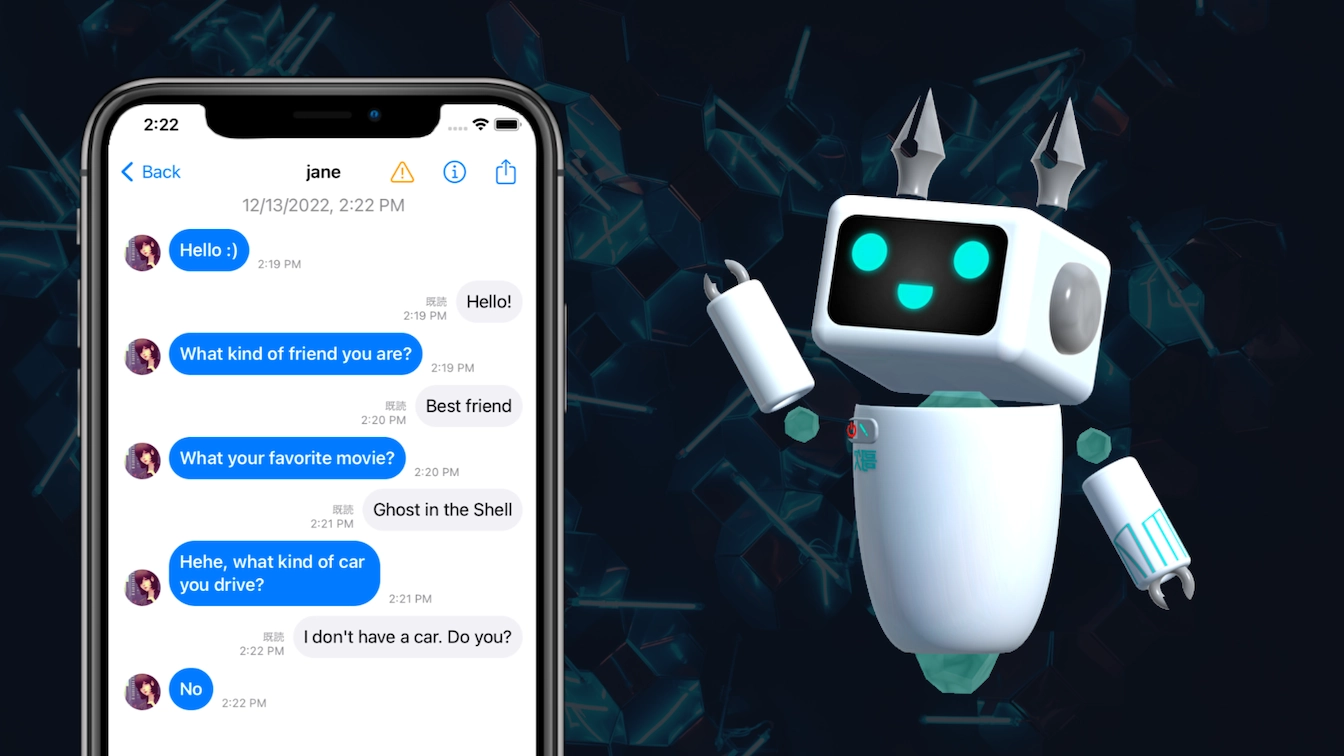 2:22
Back
jane
12/13/2022, 2:22 PM
Hello :)
2:19 PM
既読
2:19 PM
Hello!
What kind of friend you are?
2:19 PM
既読
2:20 PM
Best friend
What your favorite movie?
2:20 PM
既読
2:21 PM
Ghost in the Shell
Hehe, what kind of car
you drive?
2:21 PM
既読
2:22 PM
I don't have a car. Do you?
No
2:22 PM